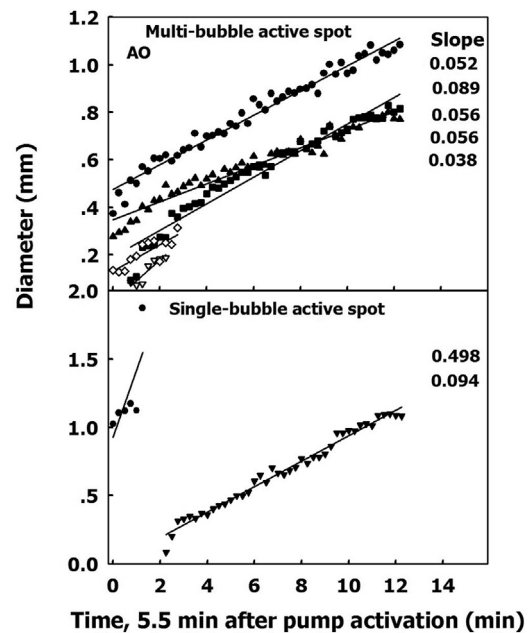 1.2
Multi-bubble active spot
AO
Slope
1.0
0.052
0.089
.8
0.056
.6
0.056
0.038
.4
.2
Diameter (mm)
2.0
Single-bubble active spot
1.5
0.498
0.094
1.0
.5
0.0
0 2 4 6 8 10 12 14
Time, 5.5 min after pump activation (min)